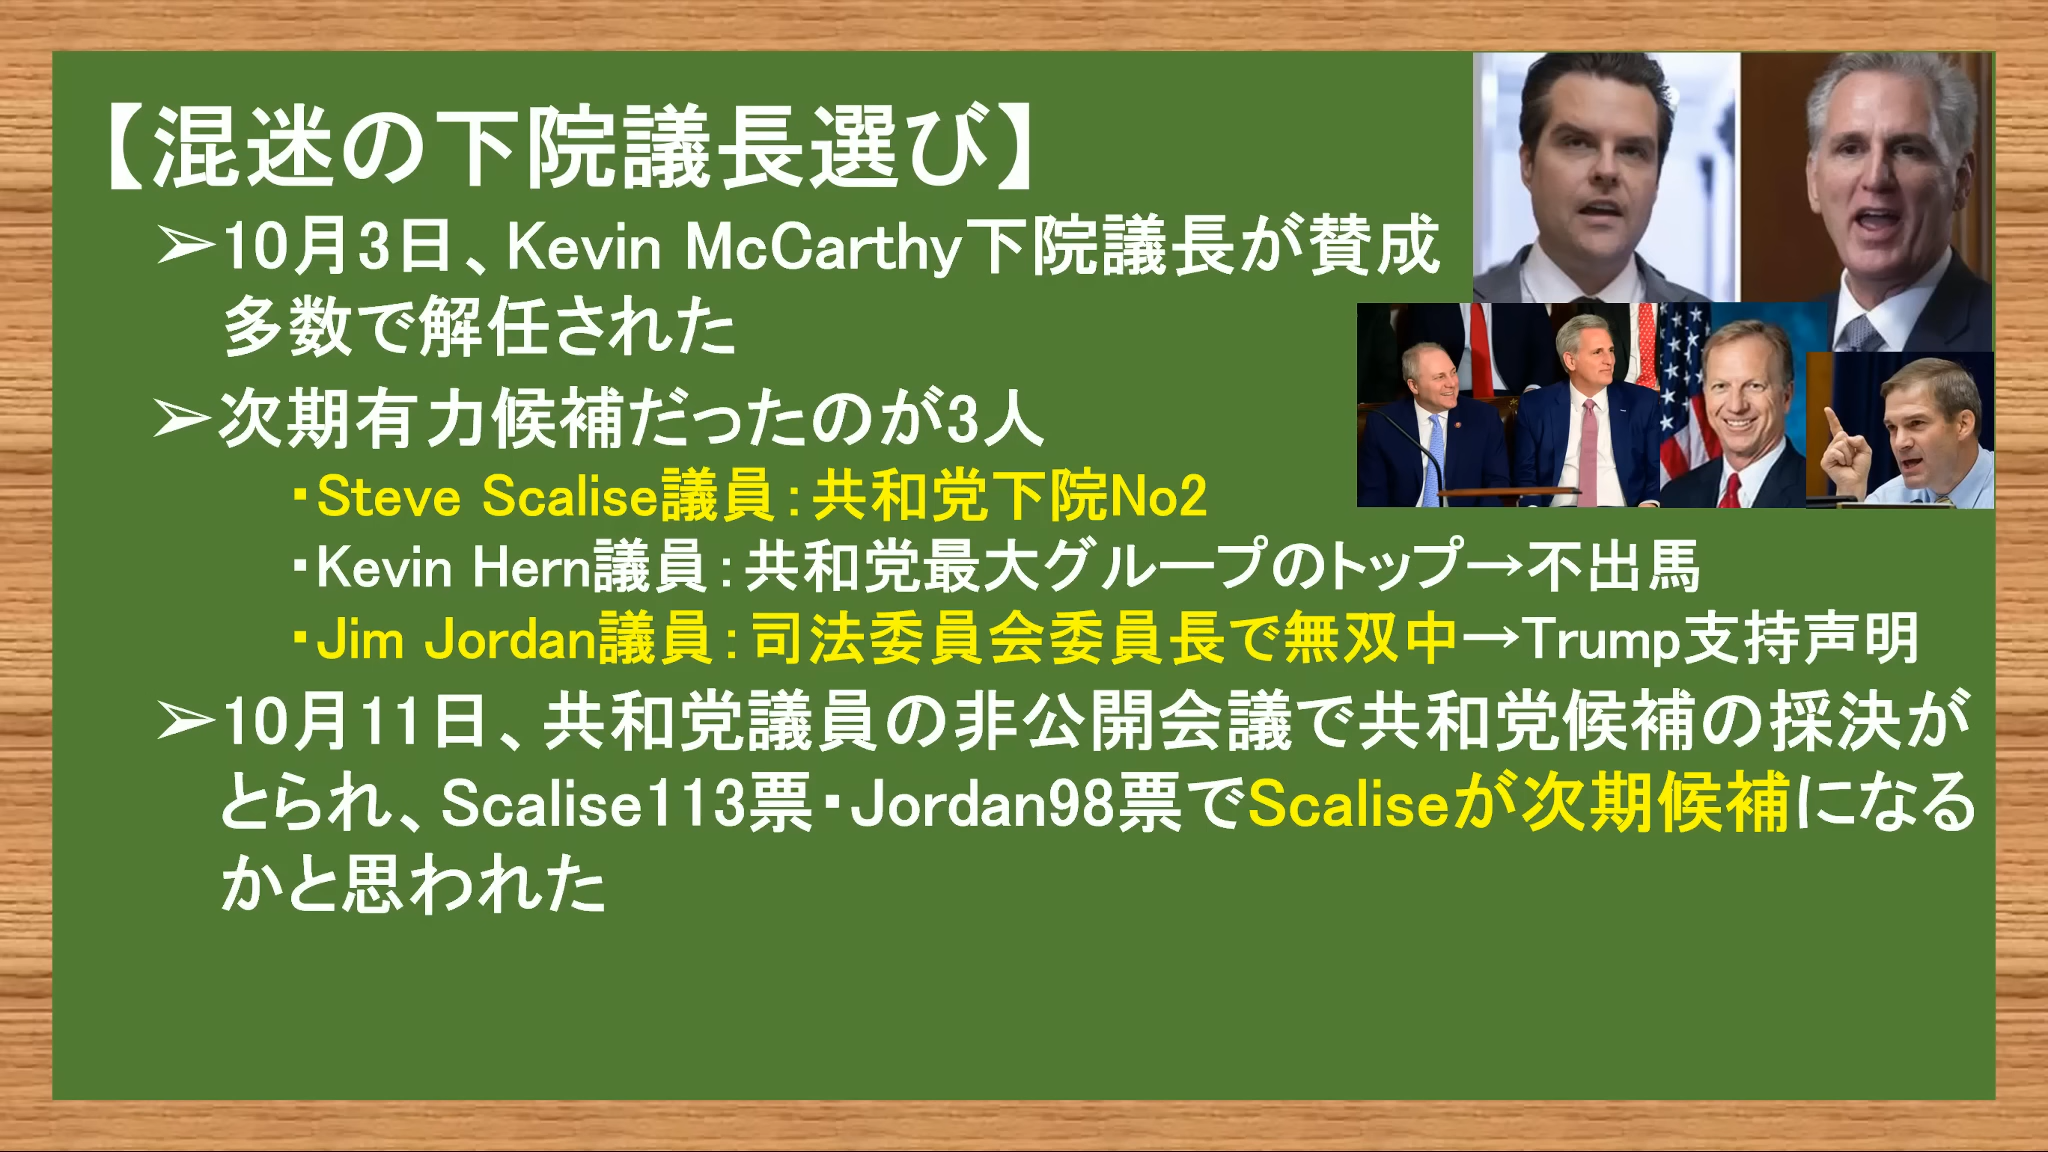 【混迷の下院議長選び】
➢10月3日、Kevin McCarthy下院議長が賛成
多数で解任された
➢次期有力候補だったのが3人
・Steve Scalise議員：共和党下院No2
・Kevin Hern議員：共和党最大グループのトップ→不出馬
・Jim Jordan議員：司法委員会委員長で無双中→Trump支持声明
➢10月11日、共和党議員の非公開会議で共和党候補の採決が
とられ、Scalise113票・Jordan98票でScaliseが次期候補になる
かと思われた